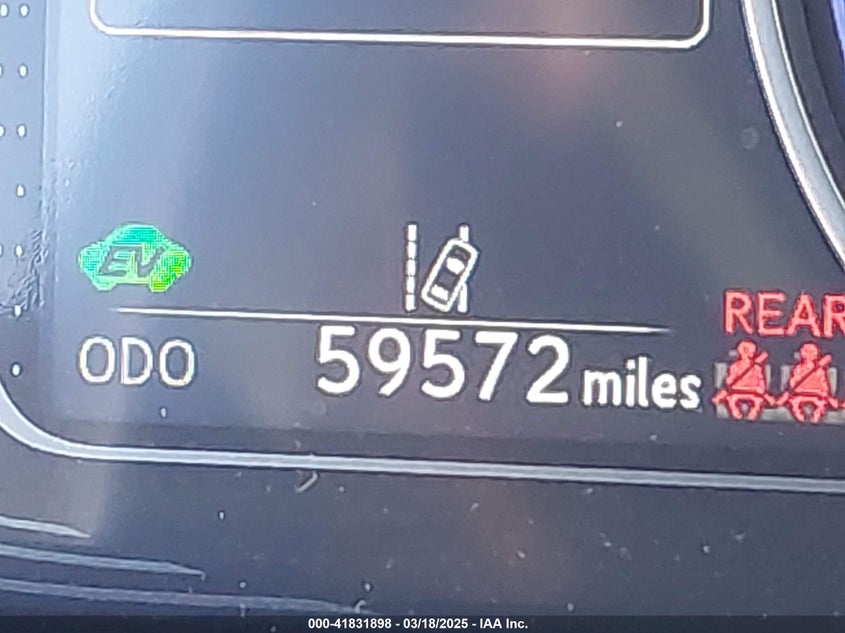 EV
ODO 59572 miles
REAR
000-41831898 - 03/18/2025 - IAA Inc.